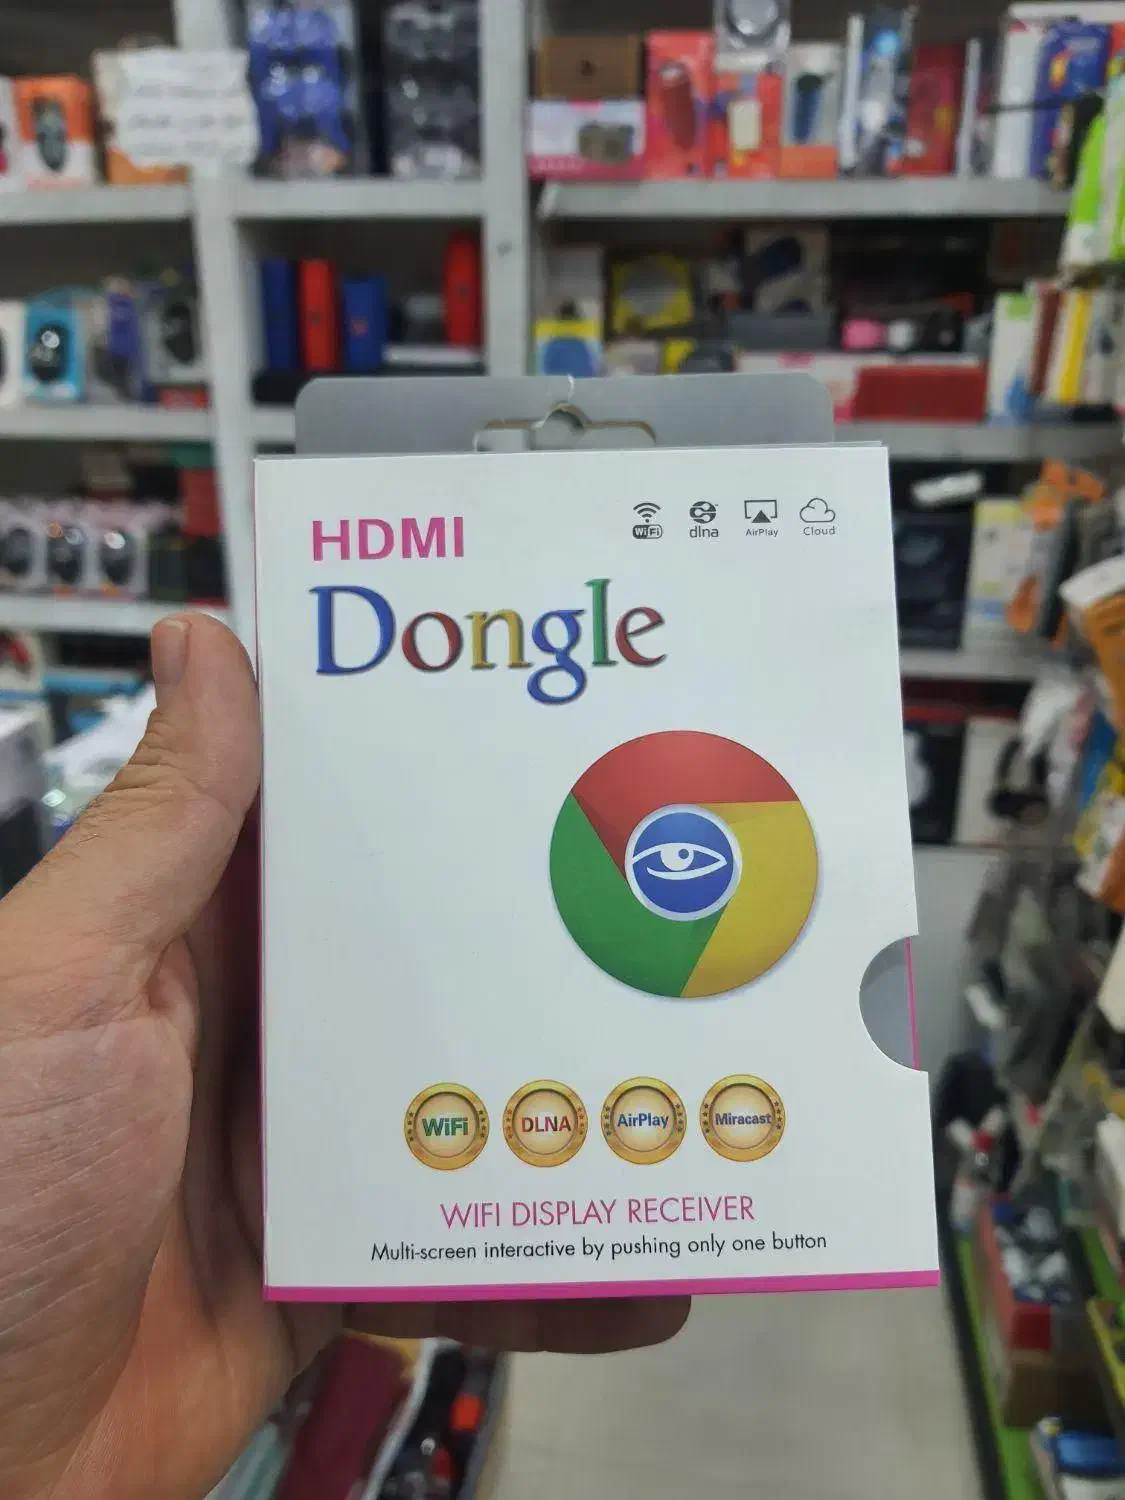 HDMI
Dongle
WiFi
dlna
AirPlay
Cloud
WiFi
DLNA
AirPlay
Miracast
WIFI DISPLAY RECEIVER
Multi-screen interactive by pushing only one button